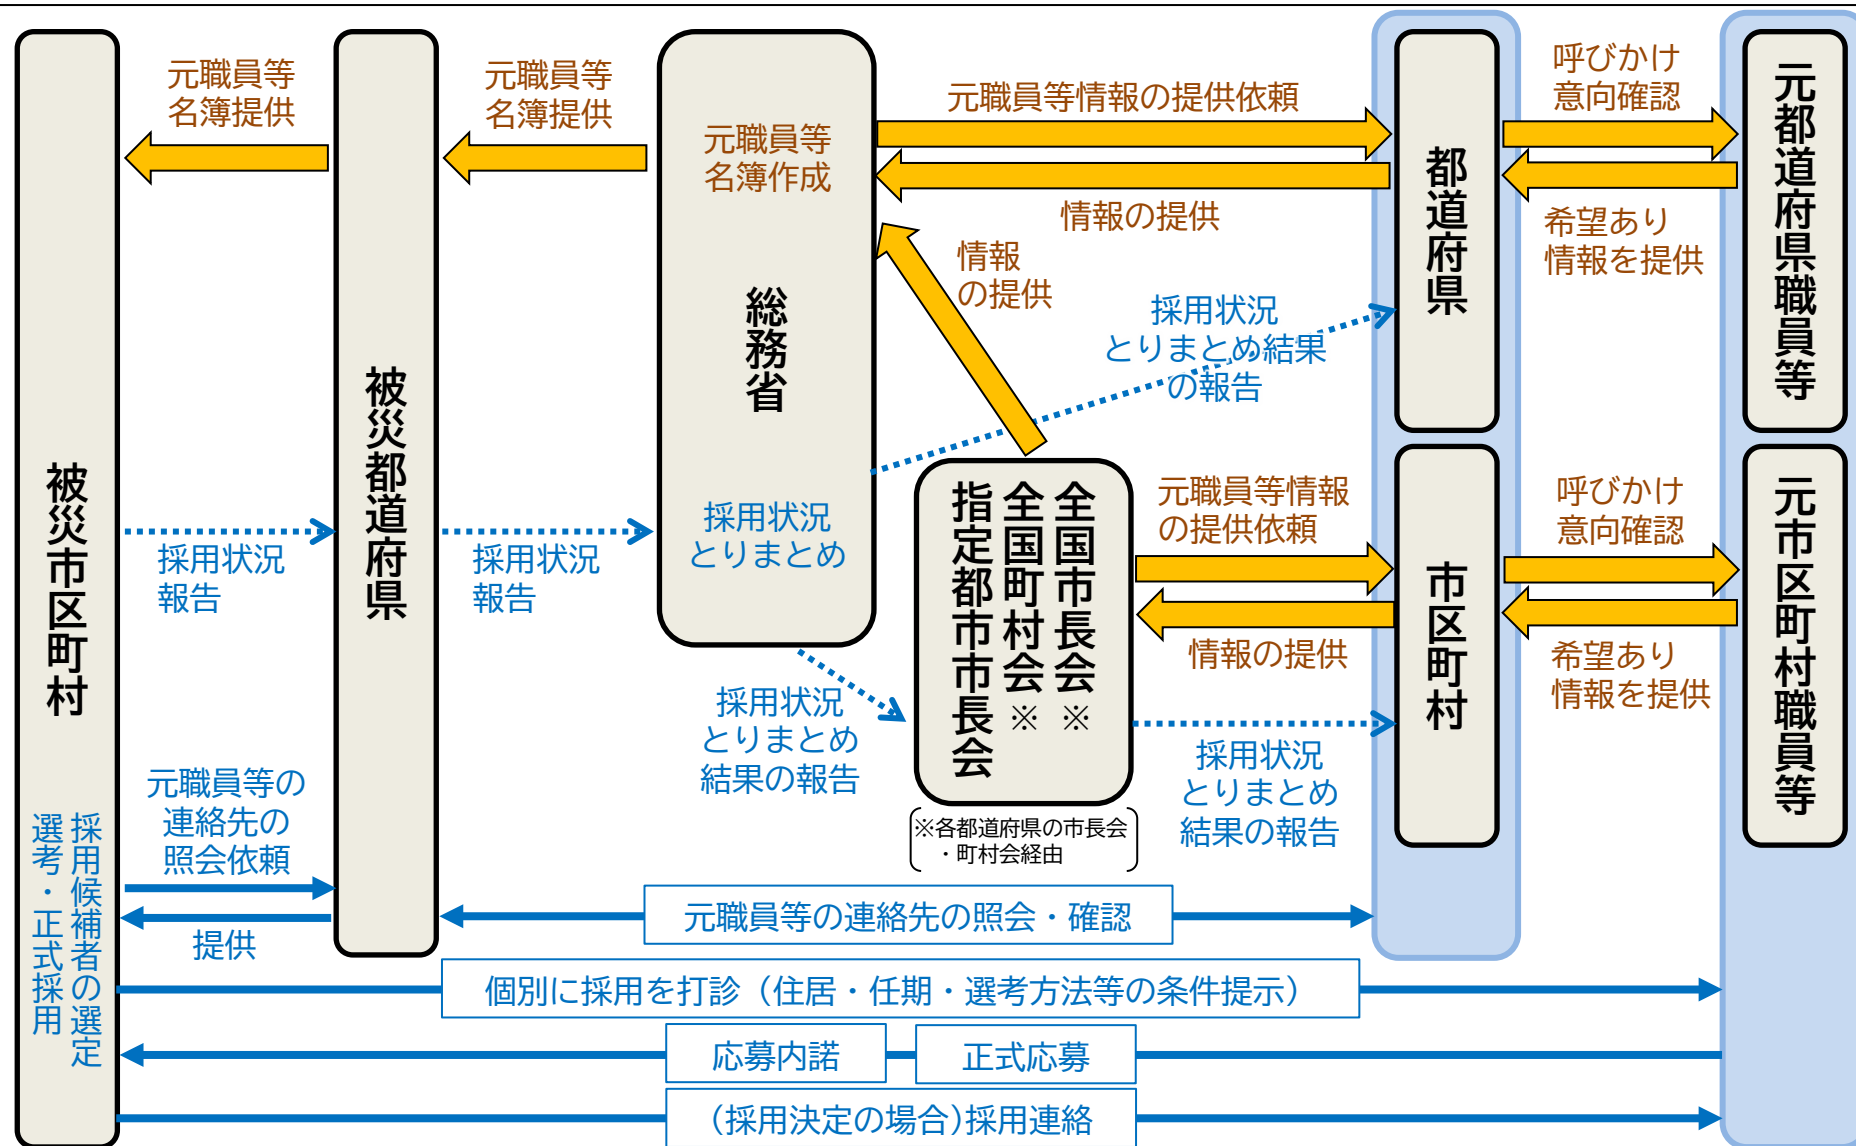 元職員等
名簿提供
元職員等
名簿提供
元職員等
名簿作成
元職員等情報の提供依頼
情報の提供
情報
の提供
呼びかけ
意向確認
希望あり
情報を提供
元都道府県職員等
都道府県
総務省
採用状況
とりまとめ結果
の報告
被災都道府県
被災市区町村
採用状況
報告
採用状況
報告
採用状況
とりまとめ
全国市長会※
全国町村会※
指定都市市長会
元職員等情報
の提供依頼
情報の提供
市区町村
呼びかけ
意向確認
希望あり
情報を提供
元市区町村職員等
採用状況
とりまとめ
結果の報告
採用状況
とりまとめ
結果の報告
※各都道府県の市長会
・町村会経由
元職員等の
連絡先の
照会依頼
提供
採用候補者の選定
選考・正式採用
元職員等の連絡先の照会・確認
個別に採用を打診（住居・任期・選考方法等の条件提示）
応募内諾
正式応募
（採用決定の場合）採用連絡